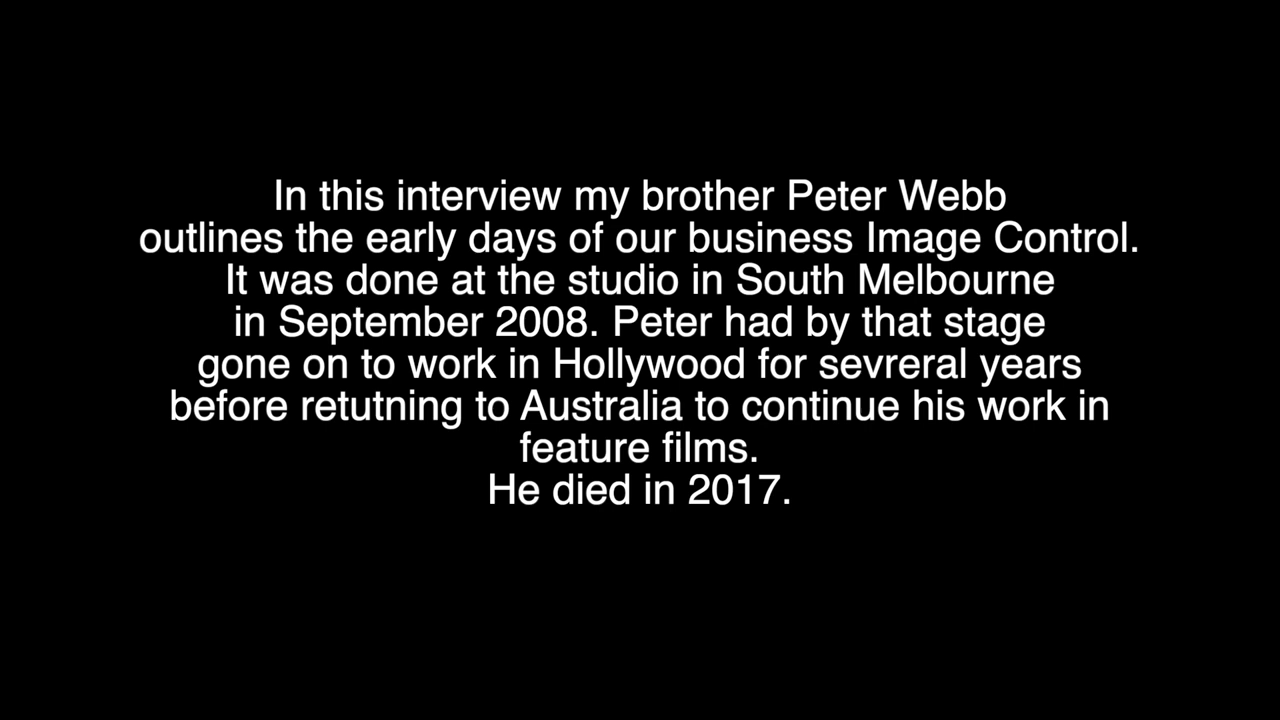 In this interview my brother Peter Webb
outlines the early days of our business Image Control.
It was done at the studio in South Melbourne
in September 2008. Peter had by that stage
gone on to work in Hollywood for sevreral years
before retutning to Australia to continue his work in
feature films.
He died in 2017.